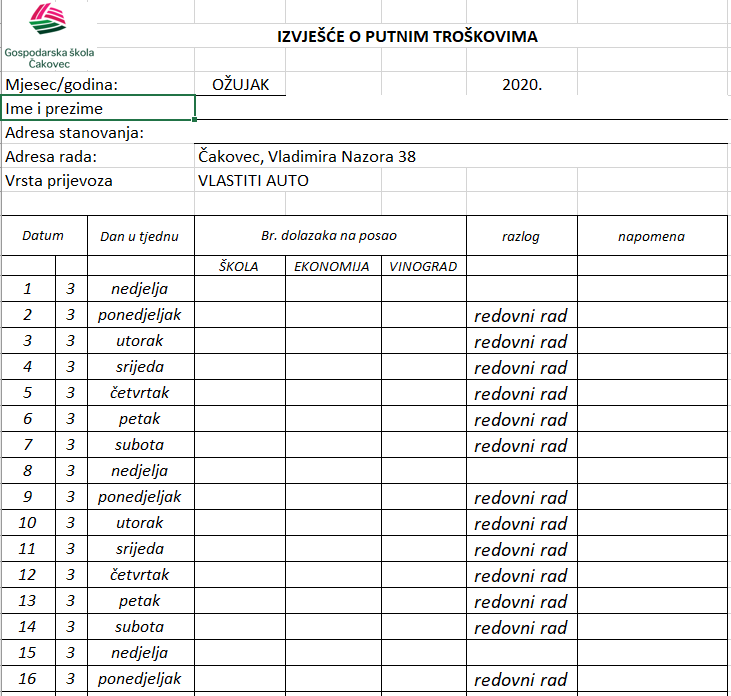 Gospodarska škola
Čakovec
IZVJEŠĆE O PUTNIM TROŠKOVIMA
Mjesec/godina: OŽUJAK 2020.
Ime i prezime
Adresa stanovanja:
Adresa rada: Čakovec, Vladimira Nazora 38
Vrsta prijevoza VLASTITI AUTO
Datum Dan u tjednu Br. dolazaka na posao razlog napomena
ŠKOLA EKONOMIJA VINOGRAD
1 3 nedjelja
2 3 ponedjeljak redovni rad
3 3 utorak redovni rad
4 3 srijeda redovni rad
5 3 četvrtak redovni rad
6 3 petak redovni rad
7 3 subota redovni rad
8 3 nedjelja
9 3 ponedjeljak redovni rad
10 3 utorak redovni rad
11 3 srijeda redovni rad
12 3 četvrtak redovni rad
13 3 petak redovni rad
14 3 subota redovni rad
15 3 nedjelja
16 3 ponedjeljak redovni rad